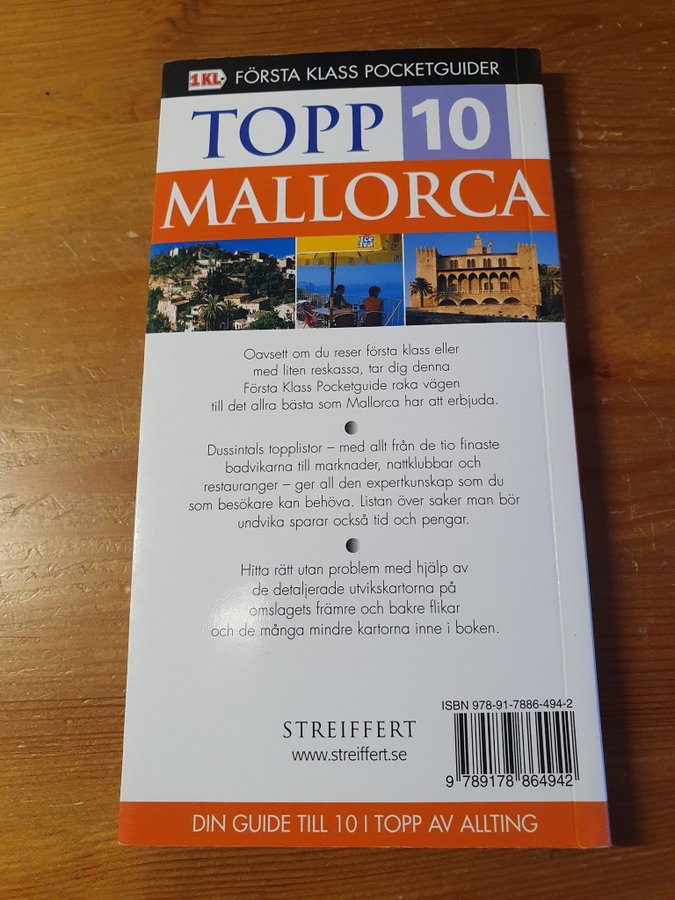 1KL FÖRSTA KLASS POCKETGUIDER
TOPP 10
MALLORCA
Ice Tea
Oavsett om du reser första klass eller
med liten reskassa, tar dig denna
Första Klass Pocketguide raka vägen
till det allra bästa som Mallorca har att erbjuda.
Dussintals topplistor – med allt från de tio finaste
badvikarna till marknader, nattklubbar och
restauranger – ger all den expertkunskap som du
som besökare kan behöva. Listan över saker man bör
undvika sparar också tid och pengar.
Hitta rätt utan problem med hjälp av
de detaljerade utvikskartorna på
omslagets främre och bakre flikar
och de många mindre kartorna inne i boken.
ISBN 978-91-7886-494-2
STREIFFERT
www.streiffert.se
9 789178 864942
DIN GUIDE TILL 10 I TOPP AV ALLTING